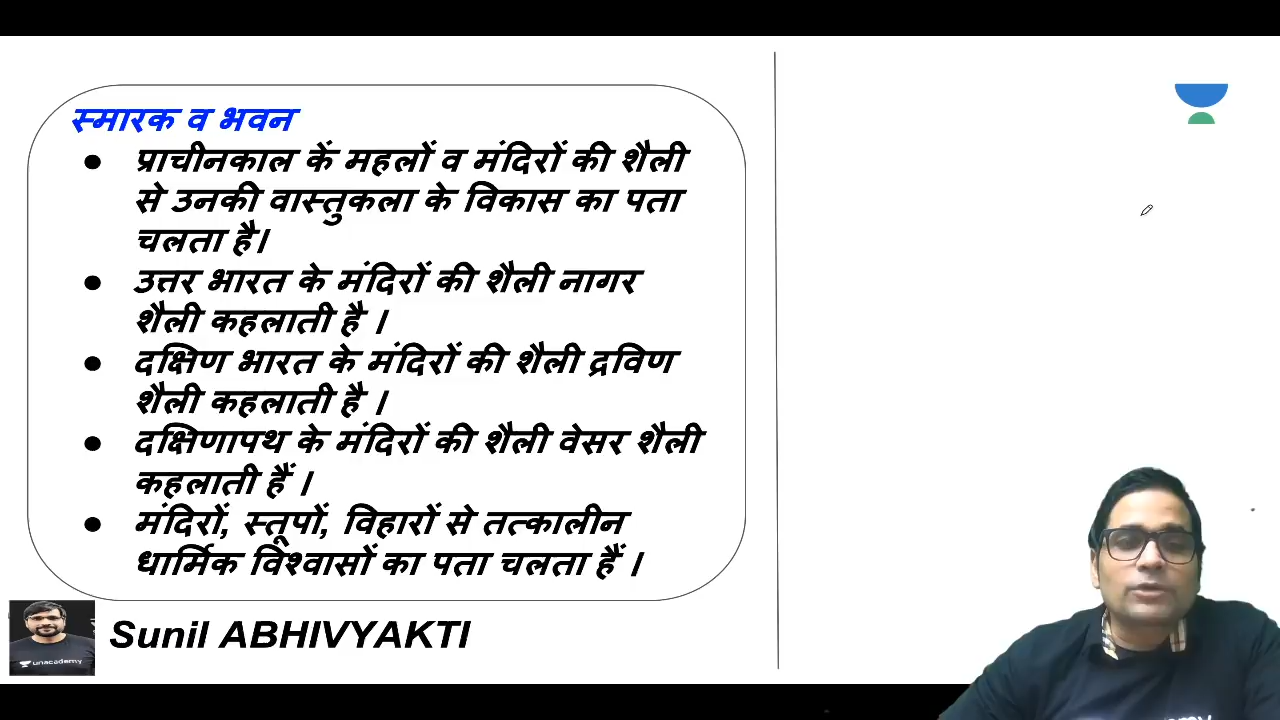 स्मारक व भवन
● प्राचीनकाल कें महलों व मंदिरों की शैली
से उनकी वास्तुकला के विकास का पता
चलता है।
● उत्तर भारत के मंदिरों की शैली नागर
शैली कहलाती है ।
● दक्षिण भारत के मंदिरों की शैली द्रविण
शैली कहलाती है ।
● दक्षिणापथ के मंदिरों की शैली वेसर शैली
कहलाती हैं ।
● मंदिरों, स्तूपों, विहारों से तत्कालीन
धार्मिक विश्वासों का पता चलता हैं ।
unacademy
Sunil ABHIVYAKTI